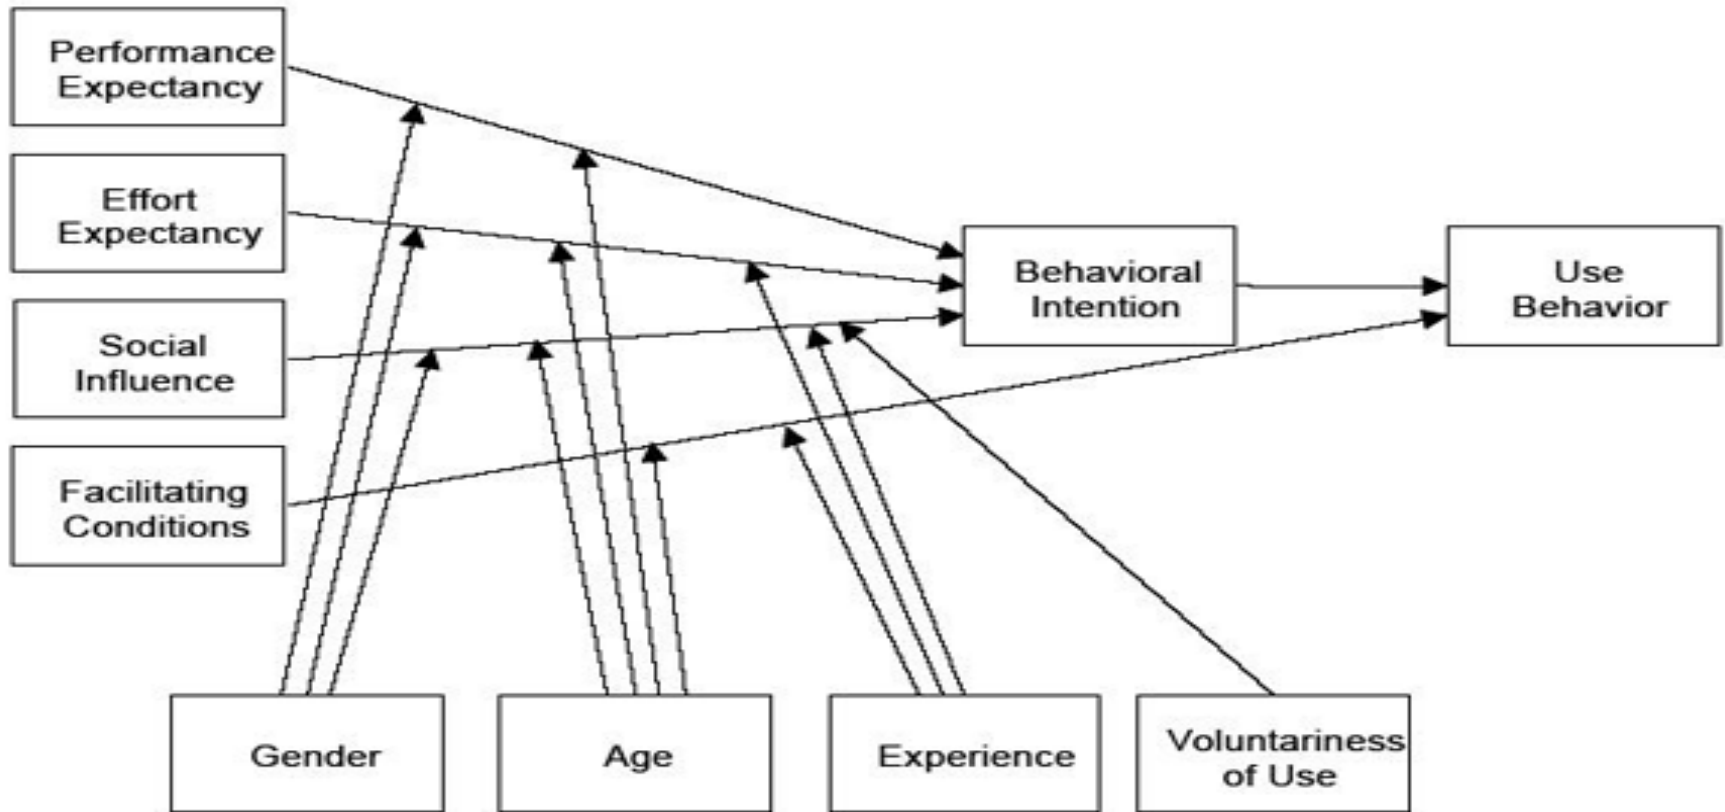 Performance
Expectancy
Effort
Expectancy
Social
Influence
Facilitating
Conditions
Behavioral
Intention
Use
Behavior
Gender
Age
Experience
Voluntariness
of Use